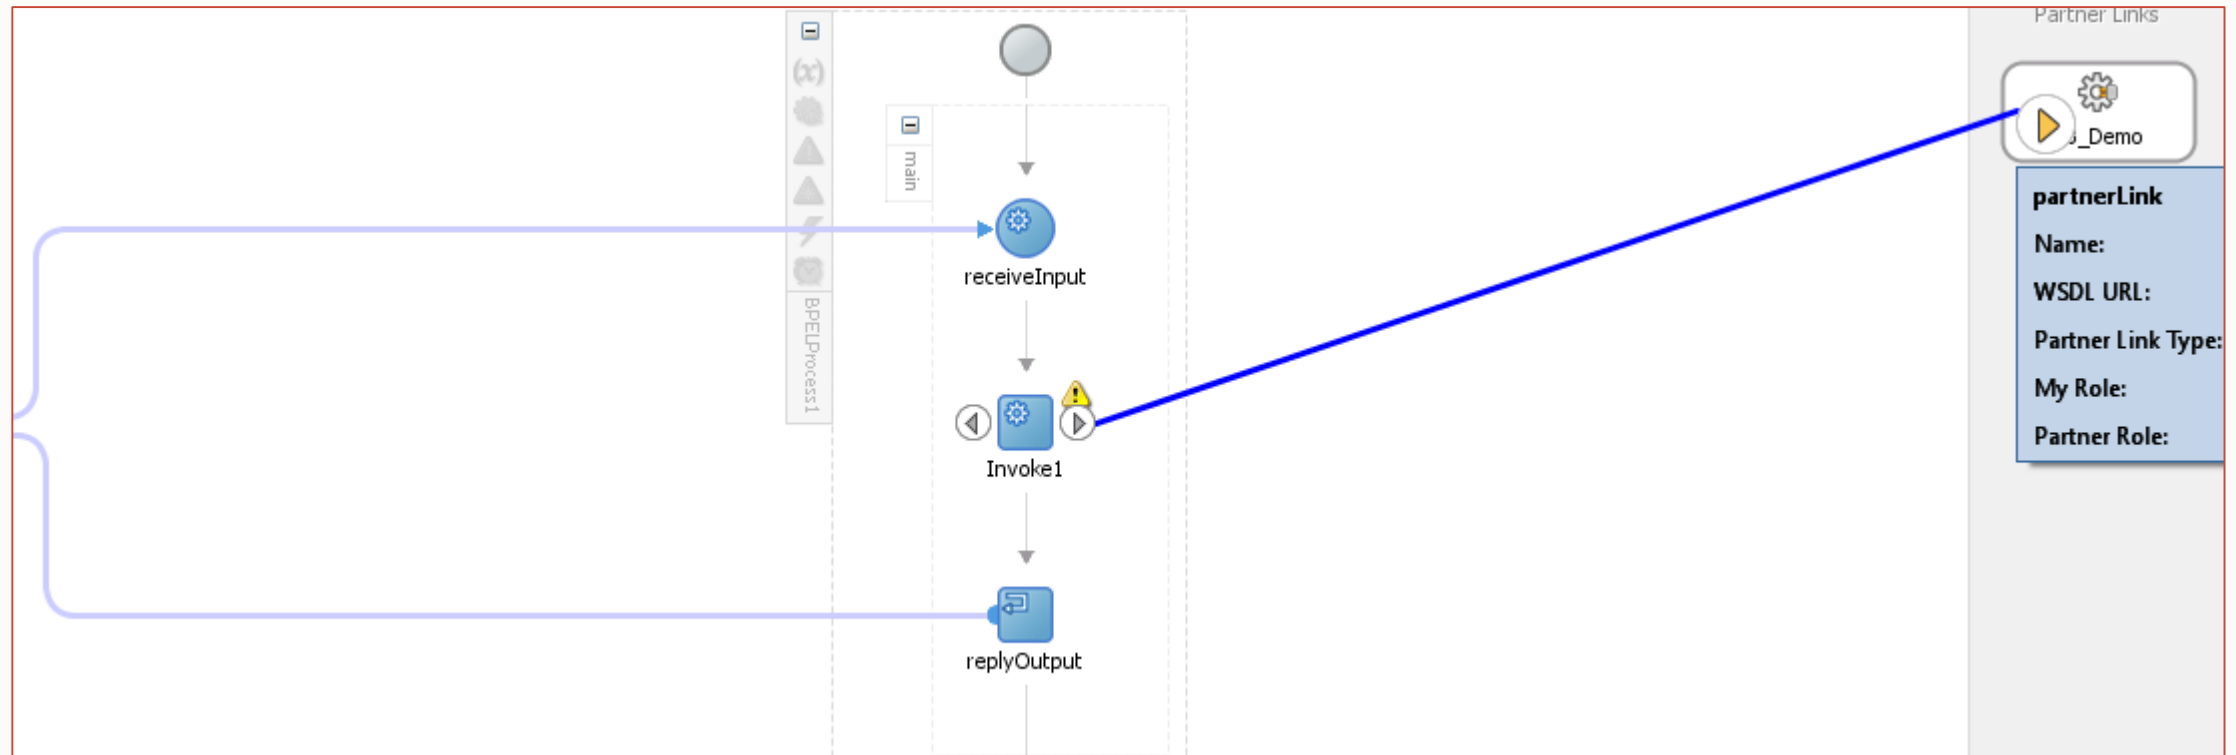 Partner Links
_Demo
main
receiveInput
BPELProcess1
Invoke1
replyOutput
partnerLink
Name:
WSDL URL:
Partner Link Type:
My Role:
Partner Role:
(x)